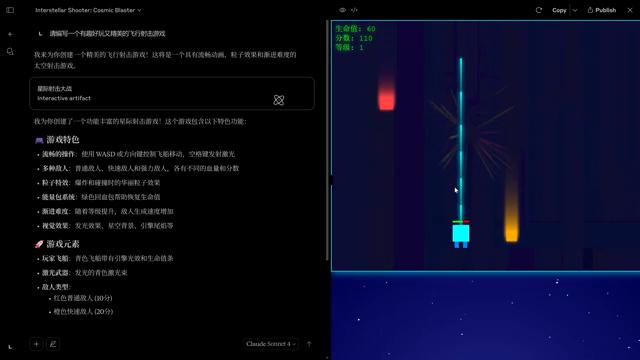 Interstellar Shooter: Cosmic Blaster
Copy
Publish
请编写一个有趣好玩又精美的飞行射击游戏
我来为你创建一个精美的飞行射击游戏！这将是一个具有流畅动画、粒子效果和渐进难度的
太空射击游戏。
星际射击大战
Interactive artifact
我为你创建了一个功能丰富的星际射击游戏！这个游戏包含以下特色功能：
🎮 游戏特色
• 流畅的操作：使用 WASD 或方向键控制飞船移动，空格键发射激光
• 多种敌人：普通敌人、快速敌人和强力敌人，各有不同的血量和分数
• 粒子特效：爆炸和碰撞时的华丽粒子效果
• 能量包系统：绿色回血包帮助恢复生命值
• 渐进难度：随着等级提升，敌人生成速度增加
• 视觉效果：发光效果、星空背景、引擎尾焰等
🚀 游戏元素
• 玩家飞船：青色飞船带有引擎光效和生命值条
• 激光武器：发光的青色激光束
• 敌人类型：
• 红色普通敌人 (10分)
• 橙色快速敌人 (20分)
Claude Sonnet 4
生命值: 60
分数: 110
等级: 1